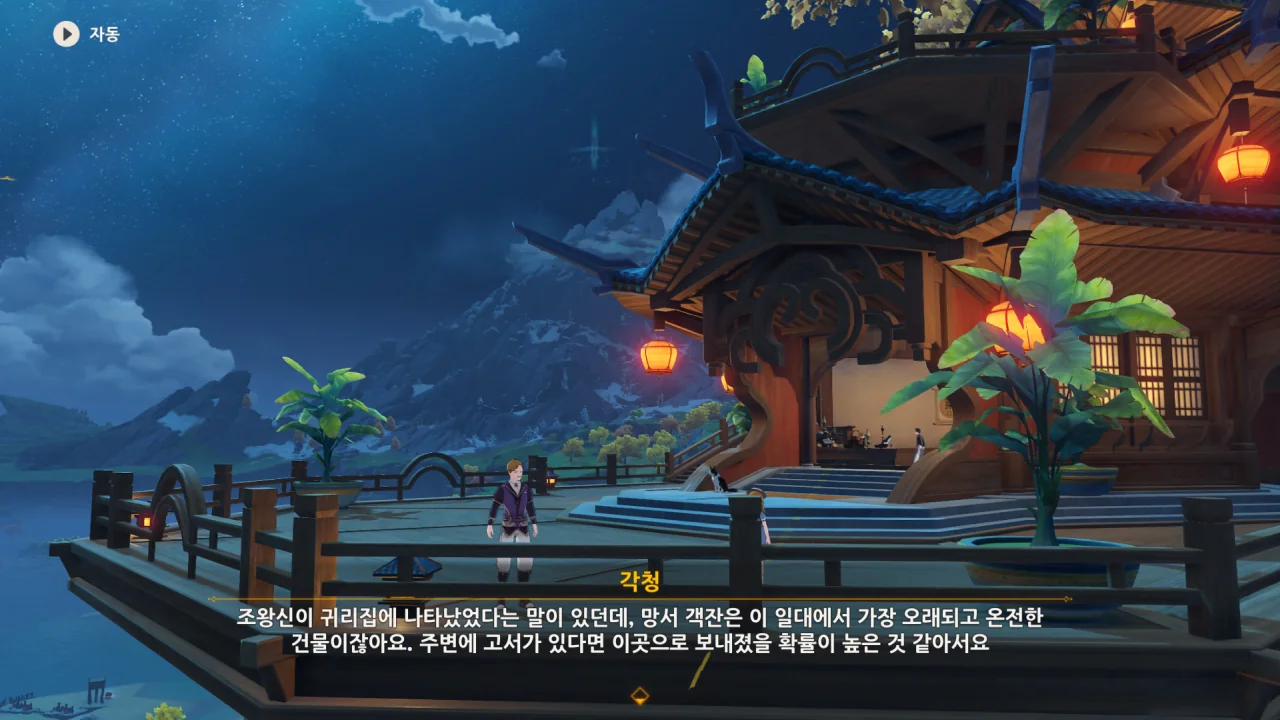 자동
각청
조왕신이 귀리집에 나타났었다는 말이 있던데, 망서 객잔은 이 일대에서 가장 오래되고 온전한
건물이잖아요. 주변에 고서가 있다면 이곳으로 보내졌을 확률이 높은 것 같아서요